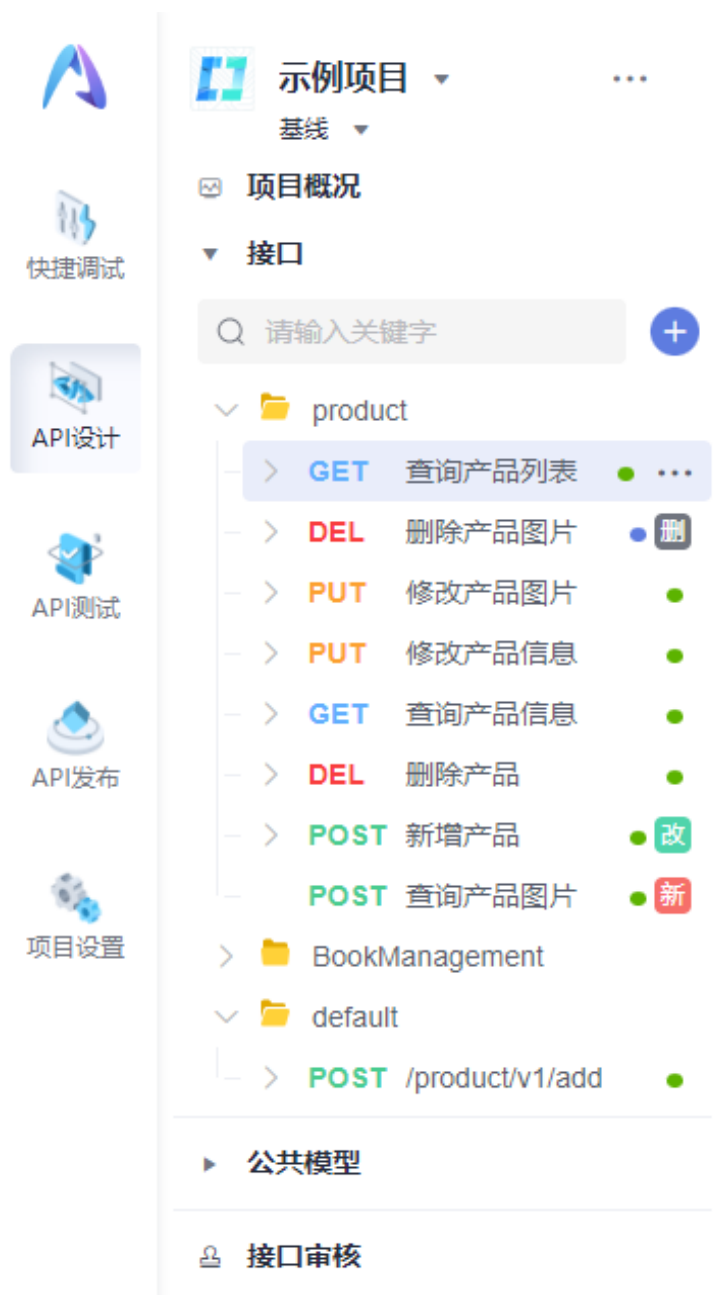 示例项目
基线
项目概况
接口
请输入关键字
product
GET 查询产品列表
DEL 删除产品图片 删
PUT 修改产品图片
PUT 修改产品信息
GET 查询产品信息
DEL 删除产品
POST 新增产品 改
POST 查询产品图片 新
BookManagement
default
POST /product/v1/add
公共模型
接口审核
快捷调试
API设计
API测试
API发布
项目设置